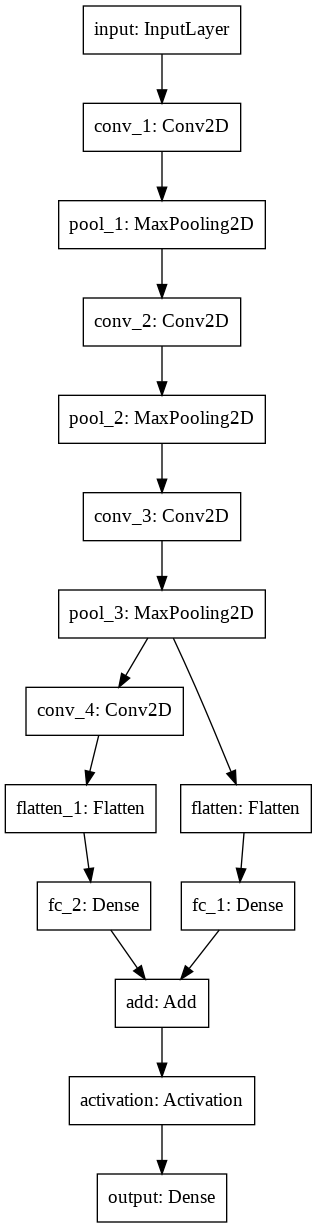 input: InputLayer
conv_1: Conv2D
pool_1: MaxPooling2D
conv_2: Conv2D
pool_2: MaxPooling2D
conv_3: Conv2D
pool_3: MaxPooling2D
conv_4: Conv2D
flatten_1: Flatten
flatten: Flatten
fc_2: Dense
fc_1: Dense
add: Add
activation: Activation
output: Dense